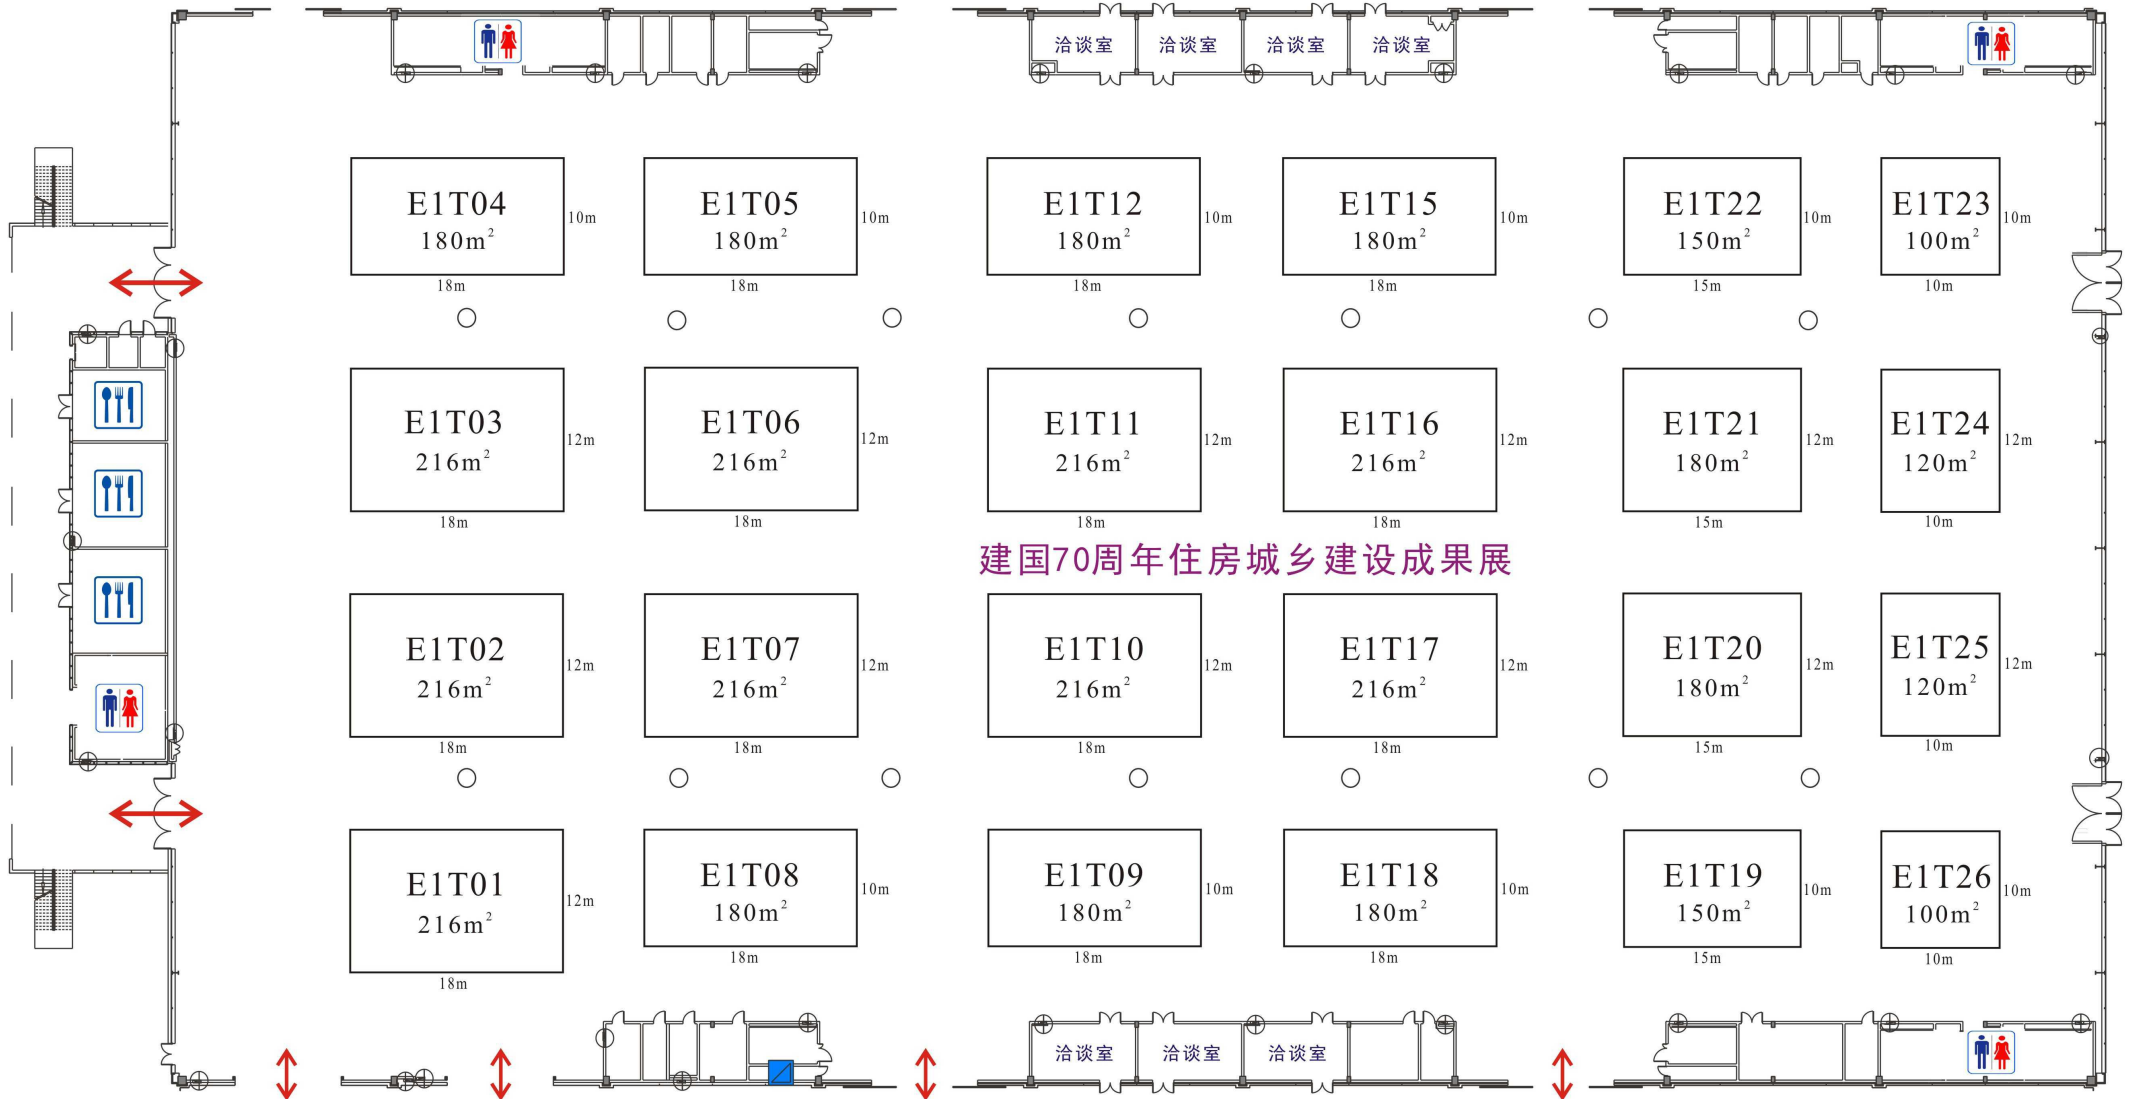 洽谈室 洽谈室 洽谈室 洽谈室
E1T04 180m² 10m 18m
E1T05 180m² 10m 18m
E1T12 180m² 10m 18m
E1T15 180m² 10m 18m
E1T22 150m² 10m 15m
E1T23 100m² 10m 10m
E1T03 216m² 12m 18m
E1T06 216m² 12m 18m
E1T11 216m² 12m 18m
E1T16 216m² 12m 18m
E1T21 180m² 12m 15m
E1T24 120m² 12m 10m
建国70周年住房城乡建设成果展
E1T02 216m² 12m 18m
E1T07 216m² 12m 18m
E1T10 216m² 12m 18m
E1T17 216m² 12m 18m
E1T20 180m² 12m 15m
E1T25 120m² 12m 10m
E1T01 216m² 12m 18m
E1T08 180m² 10m 18m
E1T09 180m² 10m 18m
E1T18 180m² 10m 18m
E1T19 150m² 10m 15m
E1T26 100m² 10m 10m
洽谈室 洽谈室 洽谈室